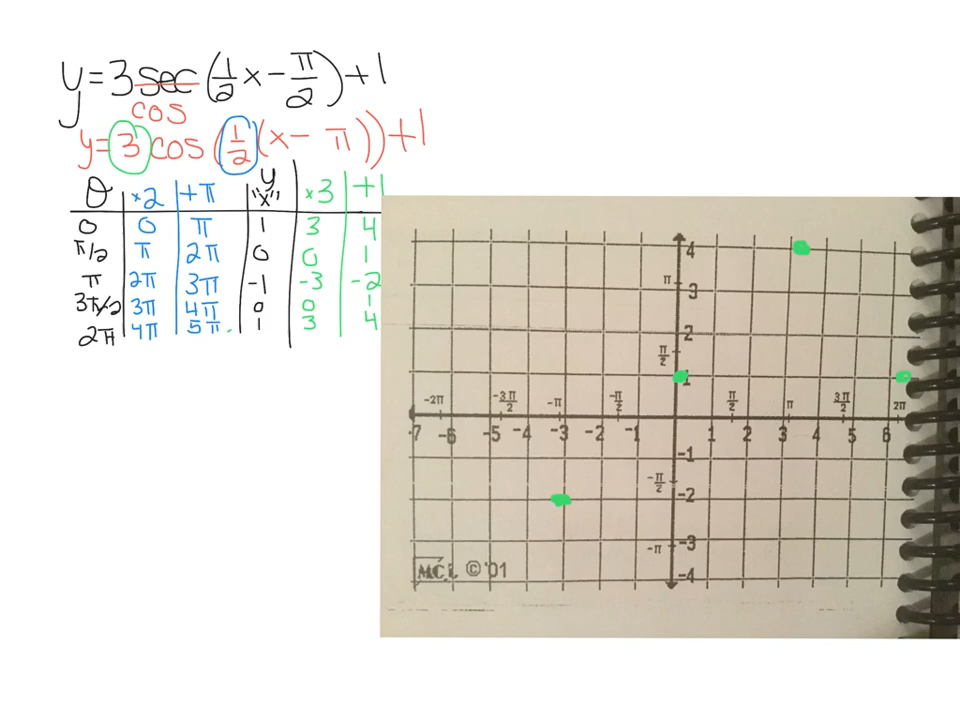 y = 3 sec (1/2 x - π/2) + 1
cos
y = 3 cos (1/2 (x - π)) + 1
θ ×2 +π y "x" ×3 +1
0 0 π 1 3 4
π/2 π 2π 0 0 1
π 2π 3π -1 -3 -2
3π/2 3π 4π 0 0 1
2π 4π 5π 1 3 4
4
π 3
2
π/2
1
-2π -3π/2 -π -π/2 π/2 π 3π/2 2π
-7 -6 -5 -4 -3 -2 -1 1 2 3 4 5 6
-1
-π/2 -2
-π -3
-4
MCL © '01